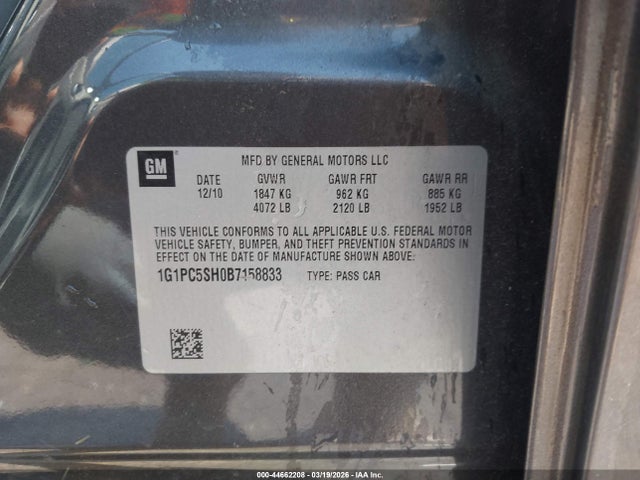 GM
MFD BY GENERAL MOTORS LLC
DATE GVWR GAWR FRT GAWR RR
12/10 1847 KG 962 KG 885 KG
4072 LB 2120 LB 1952 LB
THIS VEHICLE CONFORMS TO ALL APPLICABLE U.S. FEDERAL MOTOR
VEHICLE SAFETY, BUMPER, AND THEFT PREVENTION STANDARDS IN
EFFECT ON THE DATE OF MANUFACTURE SHOWN ABOVE.
1G1PC5SH0B7158833 TYPE: PASS CAR
000-44662208 - 03/19/2026 - IAA Inc.